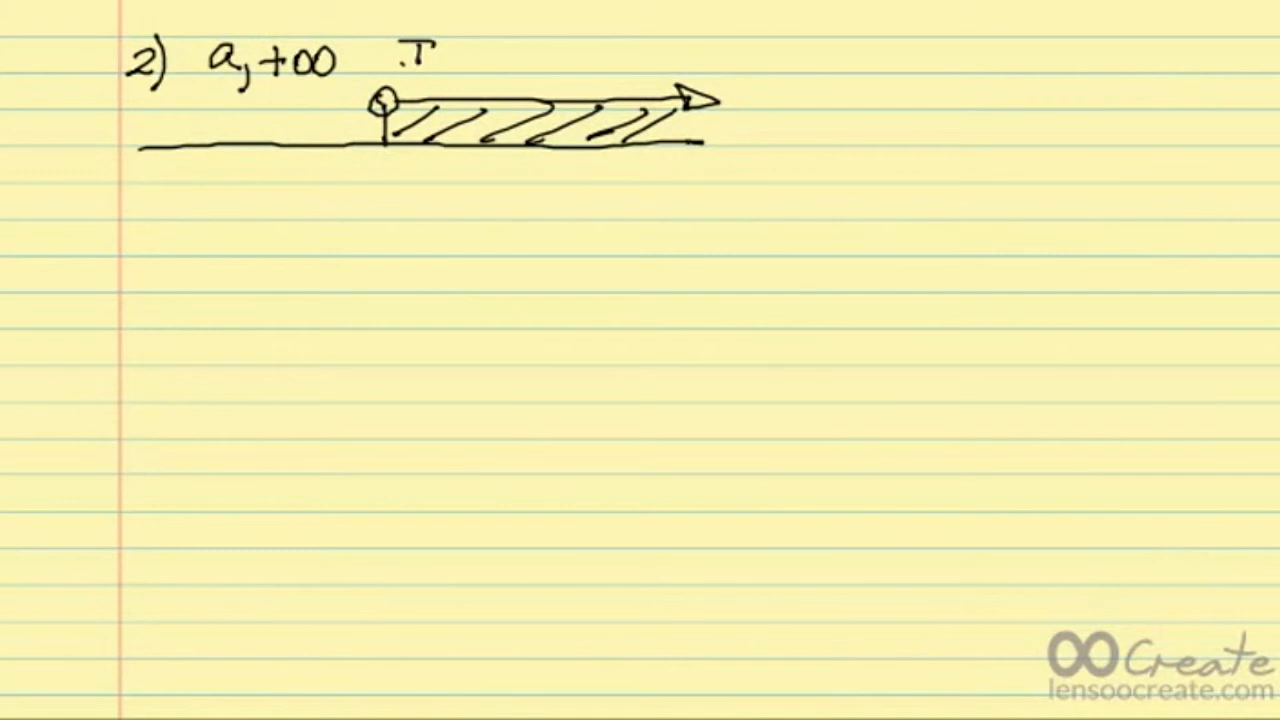 2) a, +∞ .I
∞ Create
lensoocreate.com